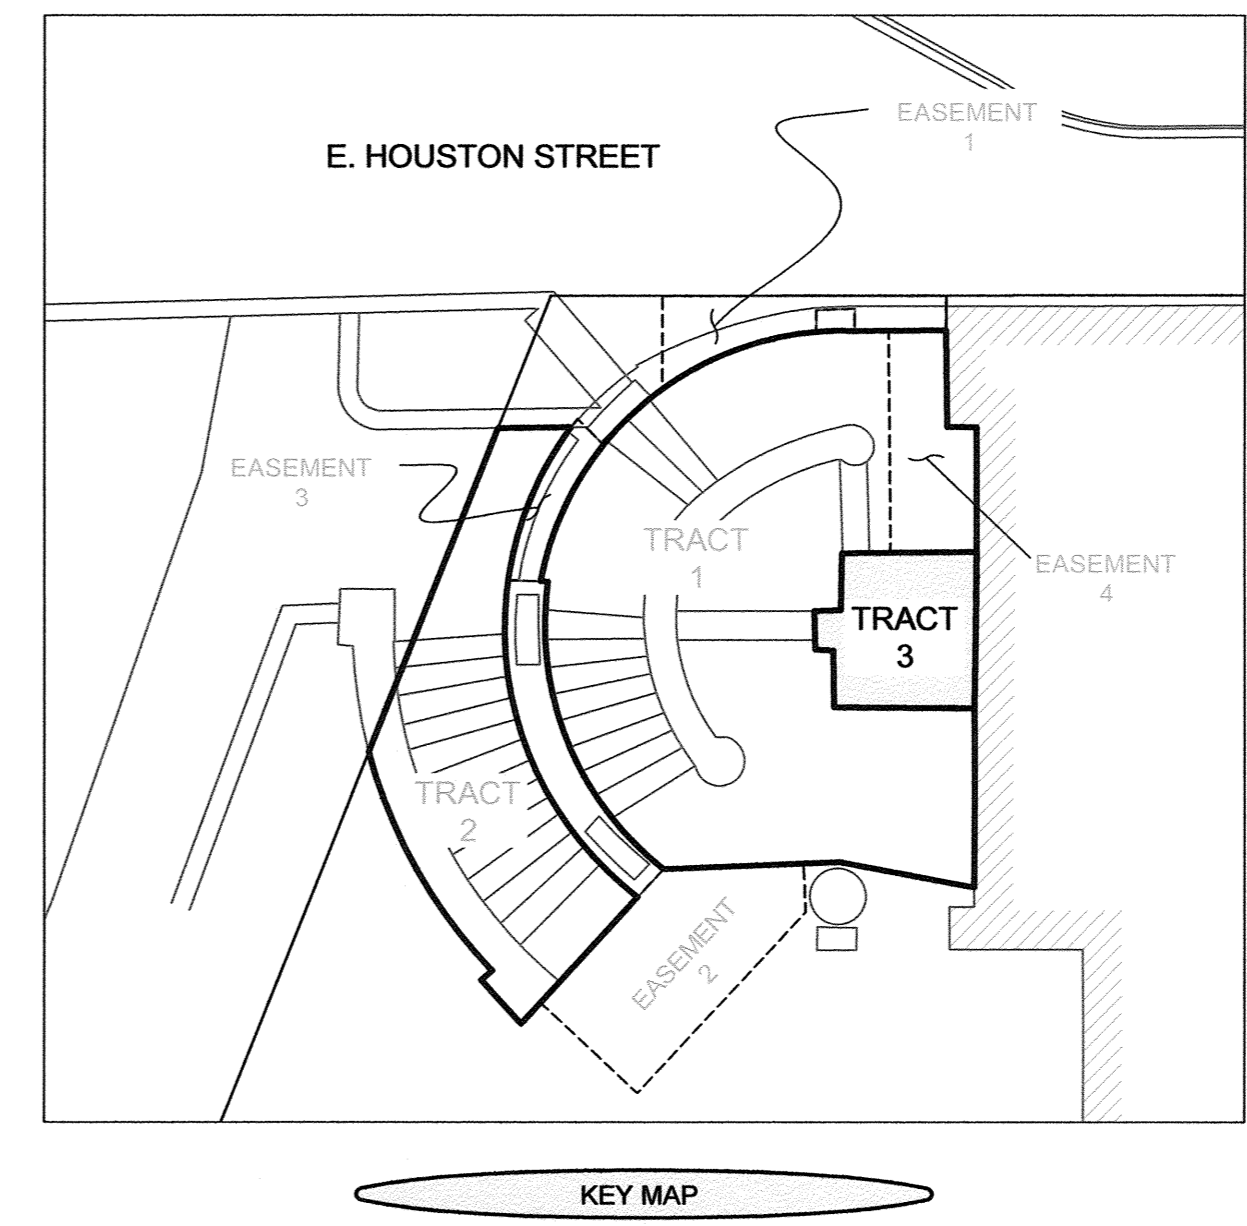 EASEMENT
1
E. HOUSTON STREET
EASEMENT
3
TRACT
1
EASEMENT
4
TRACT
3
TRACT
2
EASEMENT
2
KEY MAP